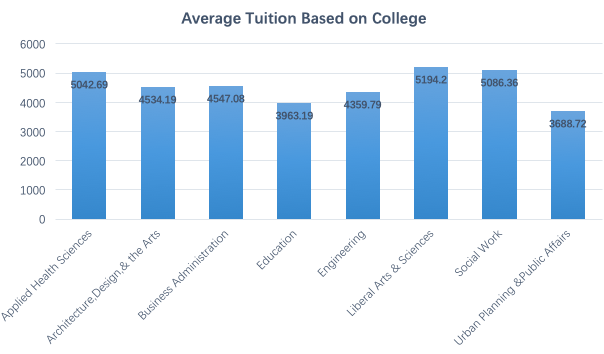 Average Tuition Based on College
6000
5000
4000
3000
2000
1000
0
5042.69
4534.19
4547.08
3963.19
4359.79
5194.2
5086.36
3688.72
Applied Health Sciences
Architecture,Design,& the Arts
Business Administration
Education
Engineering
Liberal Arts & Sciences
Social Work
Urban Planning &Public Affairs